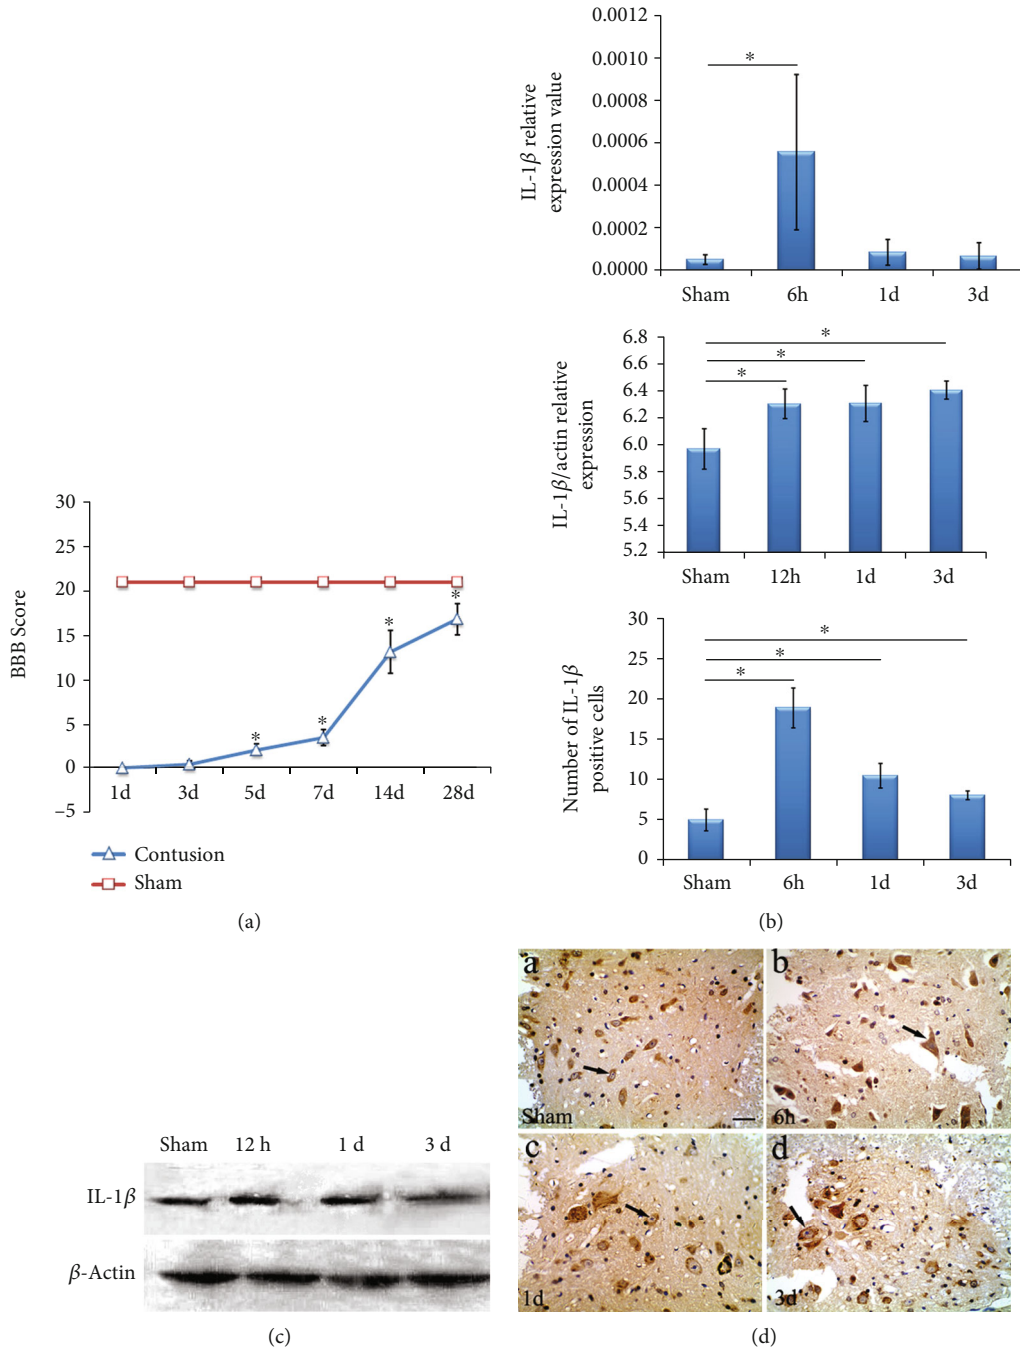 30
25
20
15
10
5
0
−5
BBB Score
* * * *
1d 3d 5d 7d 14d 28d
Contusion
Sham
(a)
IL-1β relative
expression value
0.0012
0.0010
0.0008
0.0006
0.0004
0.0002
0.0000
*
Sham 6h 1d 3d
IL-1β/actin relative
expression
6.8
6.6
6.4
6.2
6.0
5.8
5.6
5.4
5.2
*
*
*
Sham 12h 1d 3d
Number of IL-1β
positive cells
30
25
20
15
10
5
0
*
*
*
Sham 6h 1d 3d
(b)
Sham 12 h 1 d 3 d
IL-1β
β-Actin
(c)
a
Sham
b
6h
c
1d
d
3d
(d)